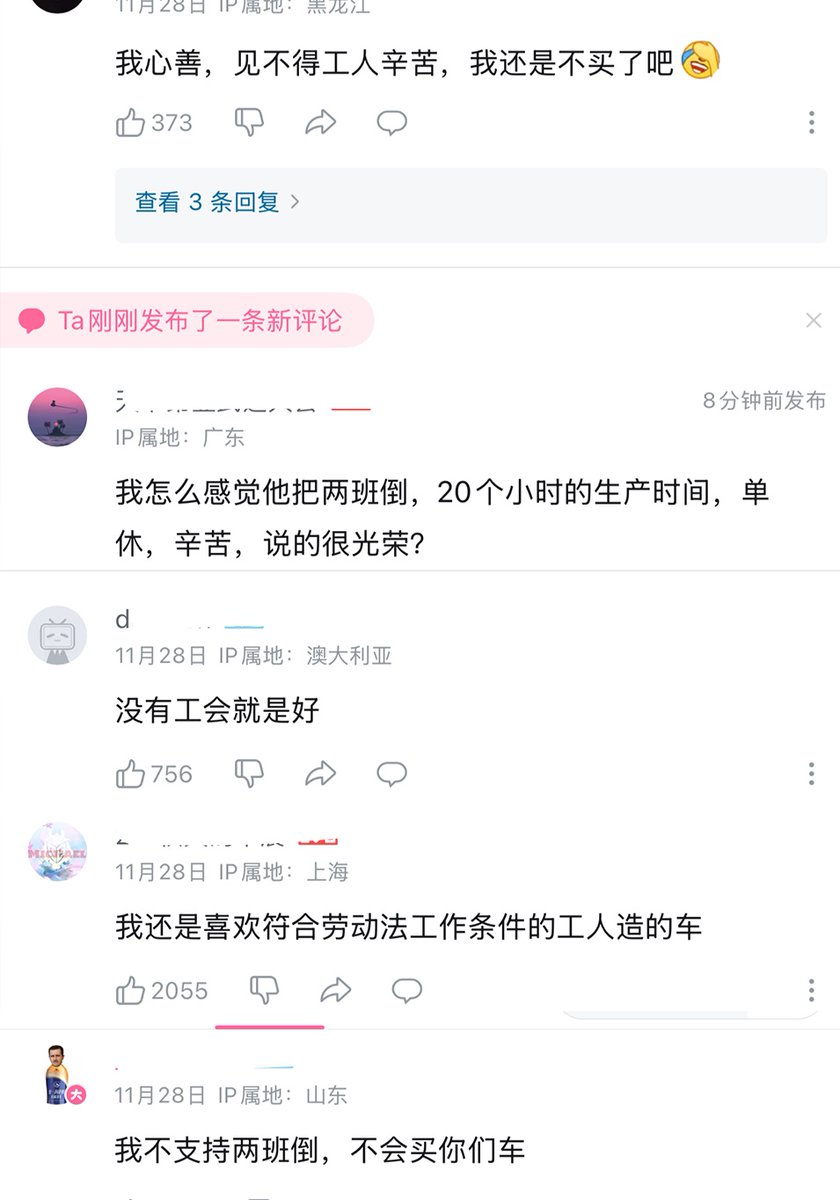 11月28日 IP属地：黑龙江
我心善，见不得工人辛苦，我还是不买了吧
373
查看 3 条回复 >
Ta刚刚发布了一条新评论
8分钟前发布
IP属地：广东
我怎么感觉他把两班倒，20个小时的生产时间，单
休，辛苦，说的很光荣？
d
11月28日 IP属地：澳大利亚
没有工会就是好
756
MICHAEL
11月28日 IP属地：上海
我还是喜欢符合劳动法工作条件的工人造的车
2055
大
11月28日 IP属地：山东
我不支持两班倒，不会买你们车